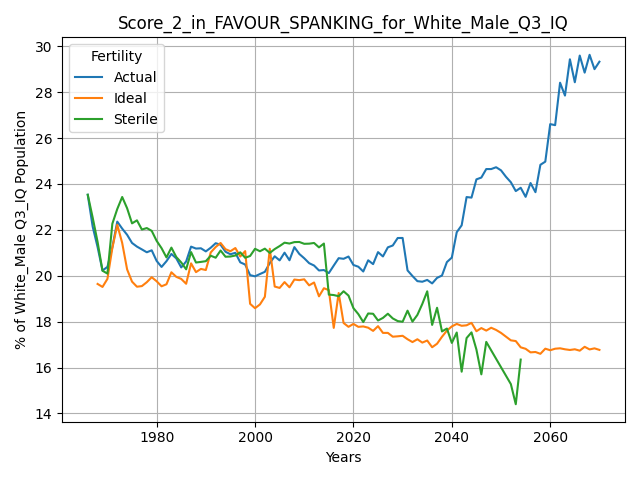 Score_2_in_FAVOUR_SPANKING_for_White_Male_Q3_IQ
Fertility
Actual
Ideal
Sterile
% of White_Male Q3_IQ Population
30
28
26
24
22
20
18
16
14
1980
2000
2020
2040
2060
Years